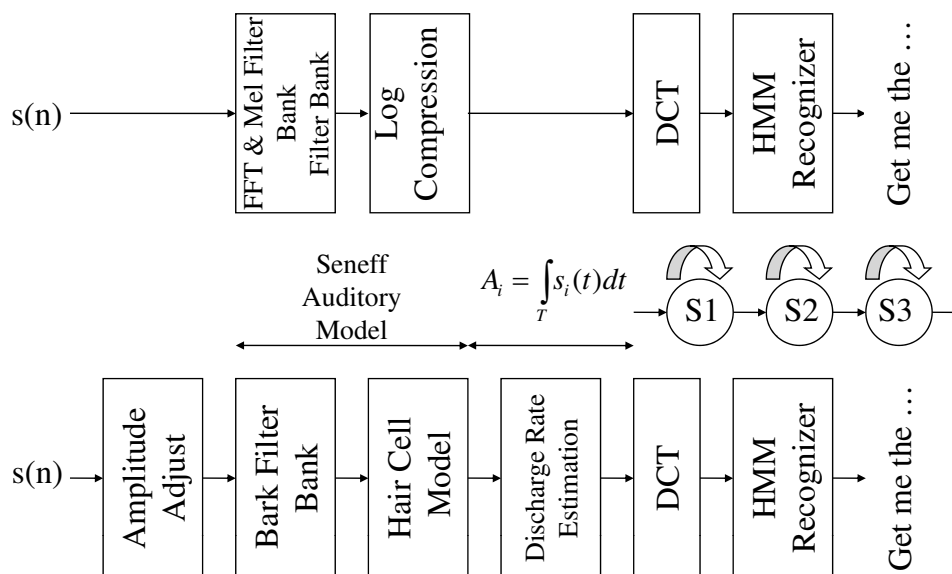 s(n)
FFT & Mel Filter
Bank
Filter Bank
Log
Compression
DCT
HMM
Recognizer
Get me the …
Seneff
Auditory
Model
A_i = ∫_T s_i(t)dt
S1
S2
S3
s(n)
Amplitude
Adjust
Bark Filter
Bank
Hair Cell
Model
Discharge Rate
Estimation
DCT
HMM
Recognizer
Get me the …